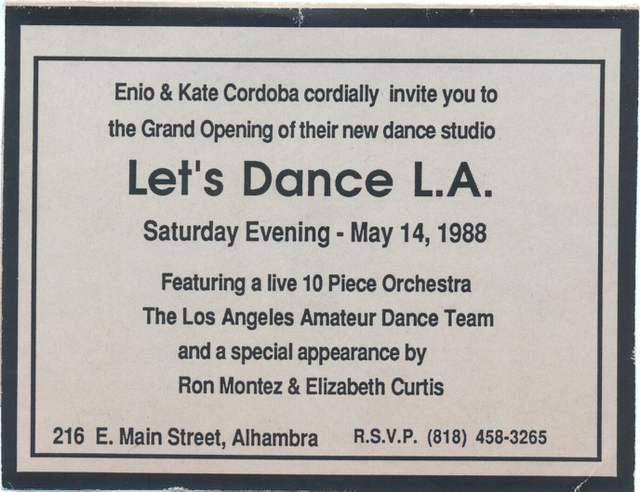 Enio & Kate Cordoba cordially invite you to
the Grand Opening of their new dance studio
Let's Dance L.A.
Saturday Evening - May 14, 1988
Featuring a live 10 Piece Orchestra
The Los Angeles Amateur Dance Team
and a special appearance by
Ron Montez & Elizabeth Curtis
216 E. Main Street, Alhambra R.S.V.P. (818) 458-3265